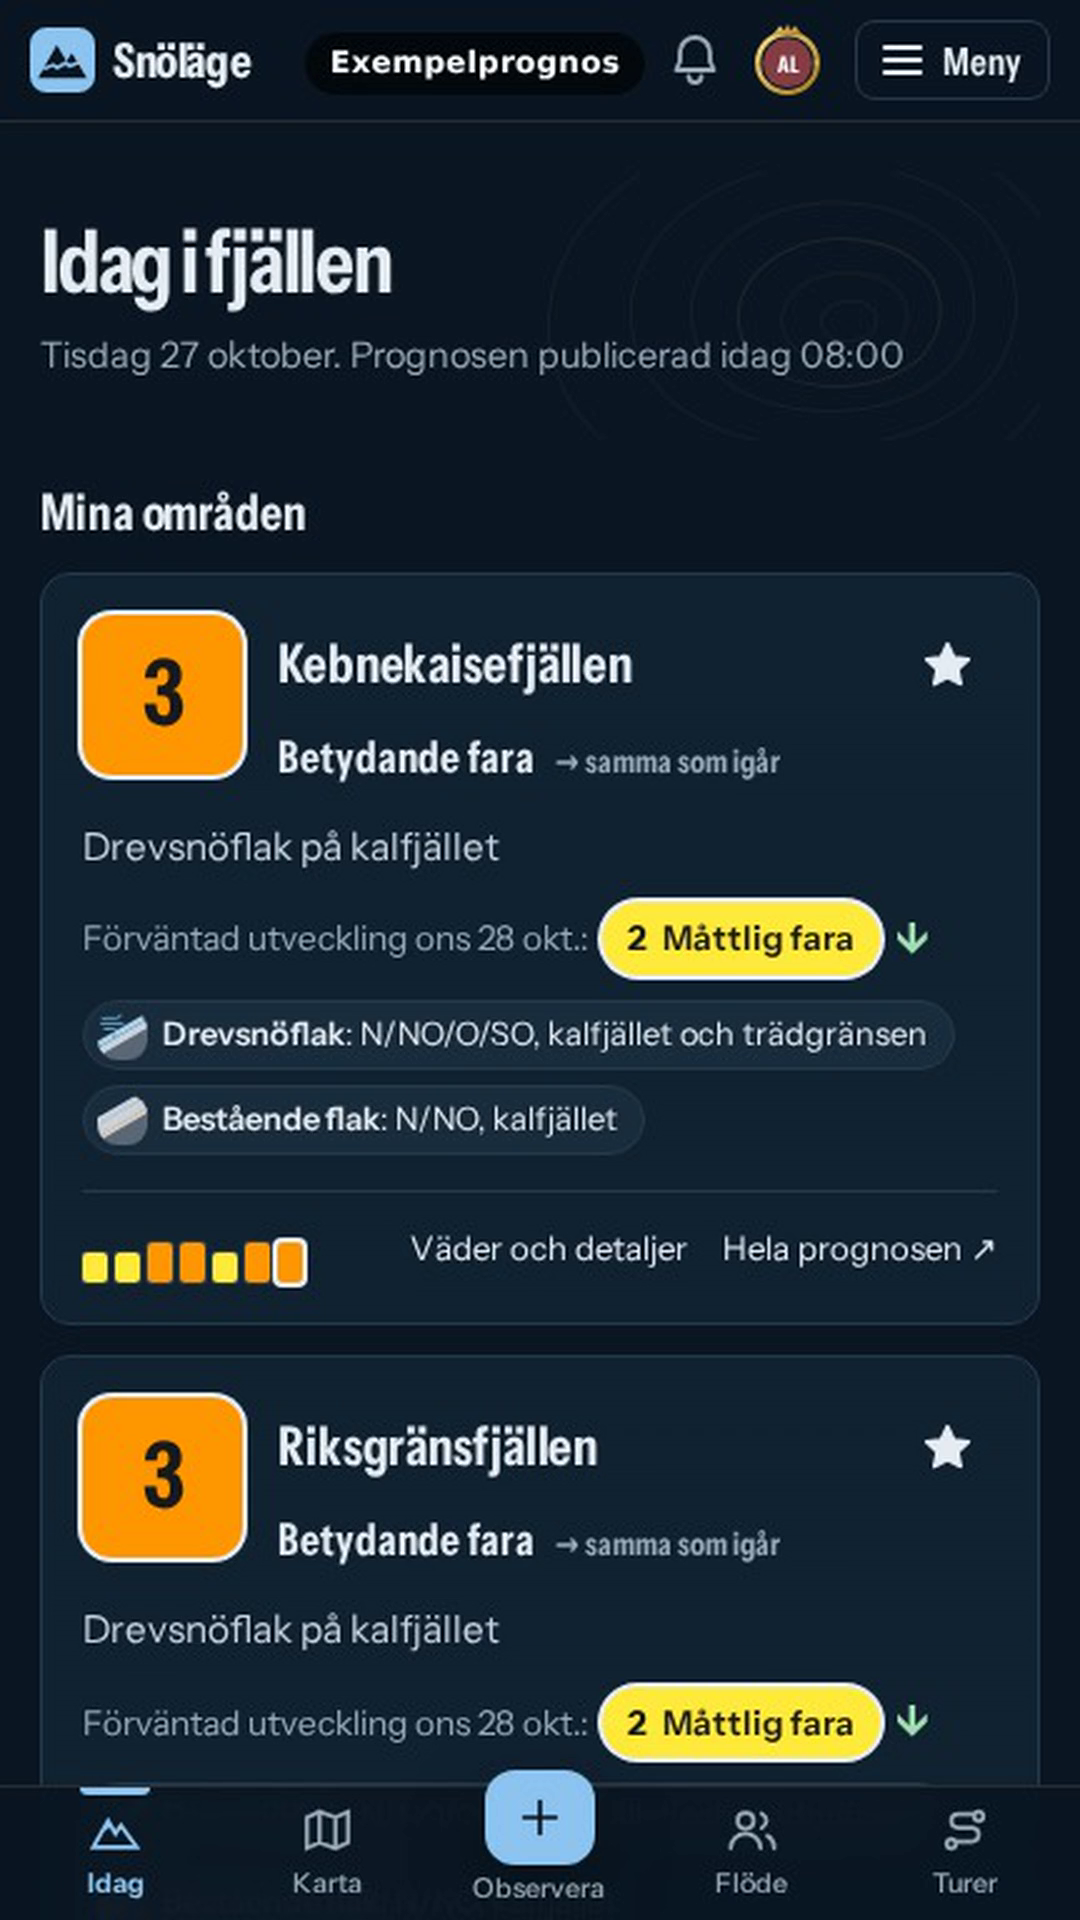 Snöläge
Exempelprognos
AL
Meny
Idag i fjällen
Tisdag 27 oktober. Prognosen publicerad idag 08:00
Mina områden
3
Kebnekaisefjällen
Betydande fara → samma som igår
Drevsnöflak på kalfjället
Förväntad utveckling ons 28 okt.: 2 Måttlig fara ↓
Drevsnöflak: N/NO/O/SO, kalfjället och trädgränsen
Bestående flak: N/NO, kalfjället
Väder och detaljer
Hela prognosen ↗
3
Riksgränsfjällen
Betydande fara → samma som igår
Drevsnöflak på kalfjället
Förväntad utveckling ons 28 okt.: 2 Måttlig fara ↓
Idag
Karta
Observera
Flöde
Turer